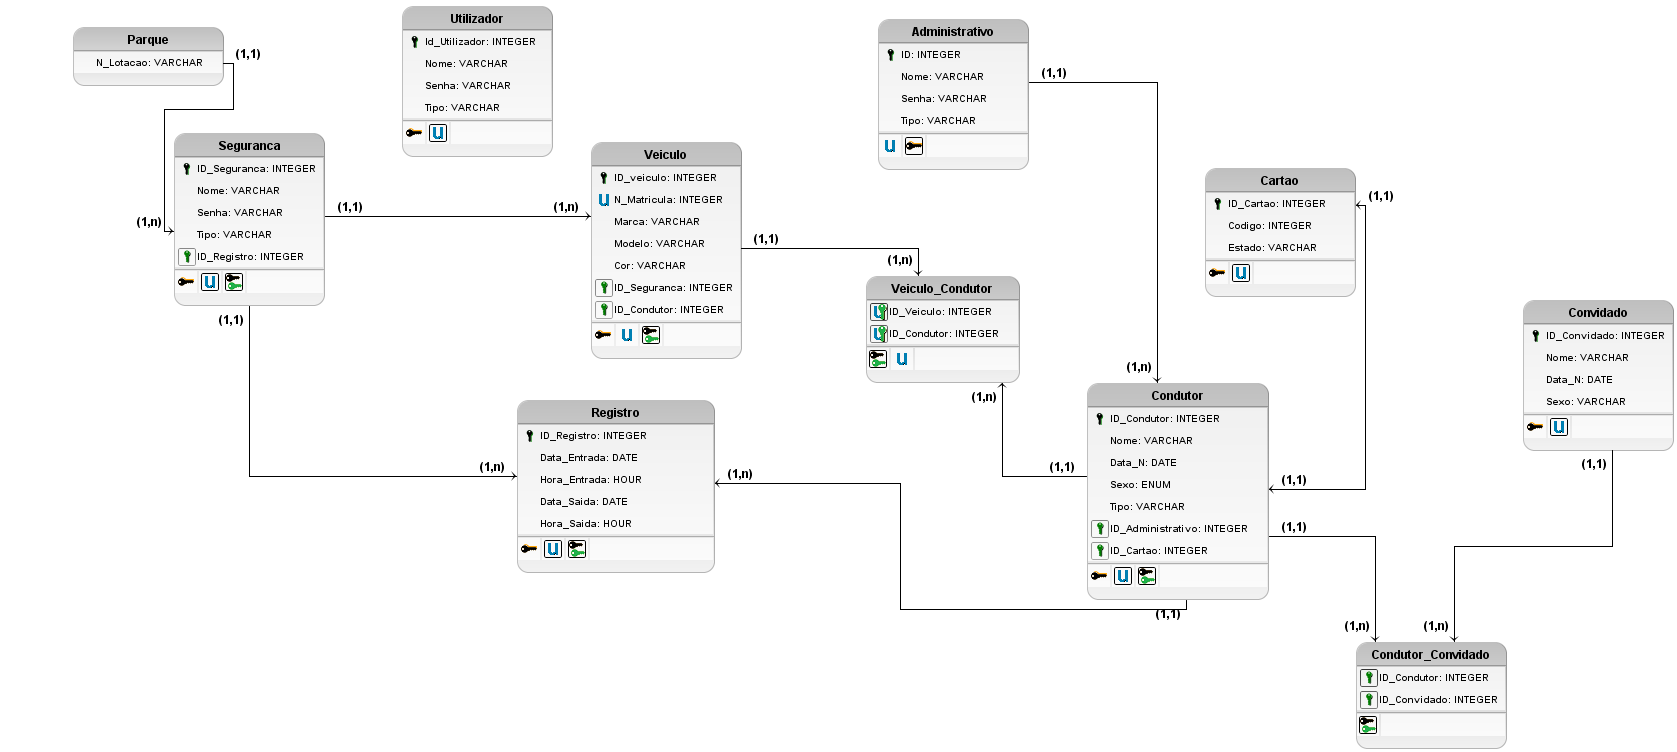 Parque
N_Lotacao: VARCHAR
(1,1)
(1,n)
Utilizador
Id_Utilizador: INTEGER
Nome: VARCHAR
Senha: VARCHAR
Tipo: VARCHAR
U
Administrativo
ID: INTEGER
Nome: VARCHAR
Senha: VARCHAR
Tipo: VARCHAR
U
(1,1)
(1,n)
Seguranca
ID_Seguranca: INTEGER
Nome: VARCHAR
Senha: VARCHAR
Tipo: VARCHAR
ID_Registro: INTEGER
U
(1,1)
(1,n)
(1,1)
(1,n)
Veiculo
ID_veiculo: INTEGER
U N_Matricula: INTEGER
Marca: VARCHAR
Modelo: VARCHAR
Cor: VARCHAR
ID_Seguranca: INTEGER
ID_Condutor: INTEGER
U
(1,1)
(1,n)
Veiculo_Condutor
U ID_Veiculo: INTEGER
U ID_Condutor: INTEGER
U
(1,n)
(1,1)
Cartao
ID_Cartao: INTEGER
Codigo: INTEGER
Estado: VARCHAR
U
(1,1)
(1,1)
Convidado
ID_Convidado: INTEGER
Nome: VARCHAR
Data_N: DATE
Sexo: VARCHAR
U
(1,1)
(1,n)
Registro
ID_Registro: INTEGER
Data_Entrada: DATE
Hora_Entrada: HOUR
Data_Saida: DATE
Hora_Saida: HOUR
U
(1,n)
(1,1)
Condutor
ID_Condutor: INTEGER
Nome: VARCHAR
Data_N: DATE
Sexo: ENUM
Tipo: VARCHAR
ID_Administrativo: INTEGER
ID_Cartao: INTEGER
U
(1,1)
(1,n)
Condutor_Convidado
ID_Condutor: INTEGER
ID_Convidado: INTEGER